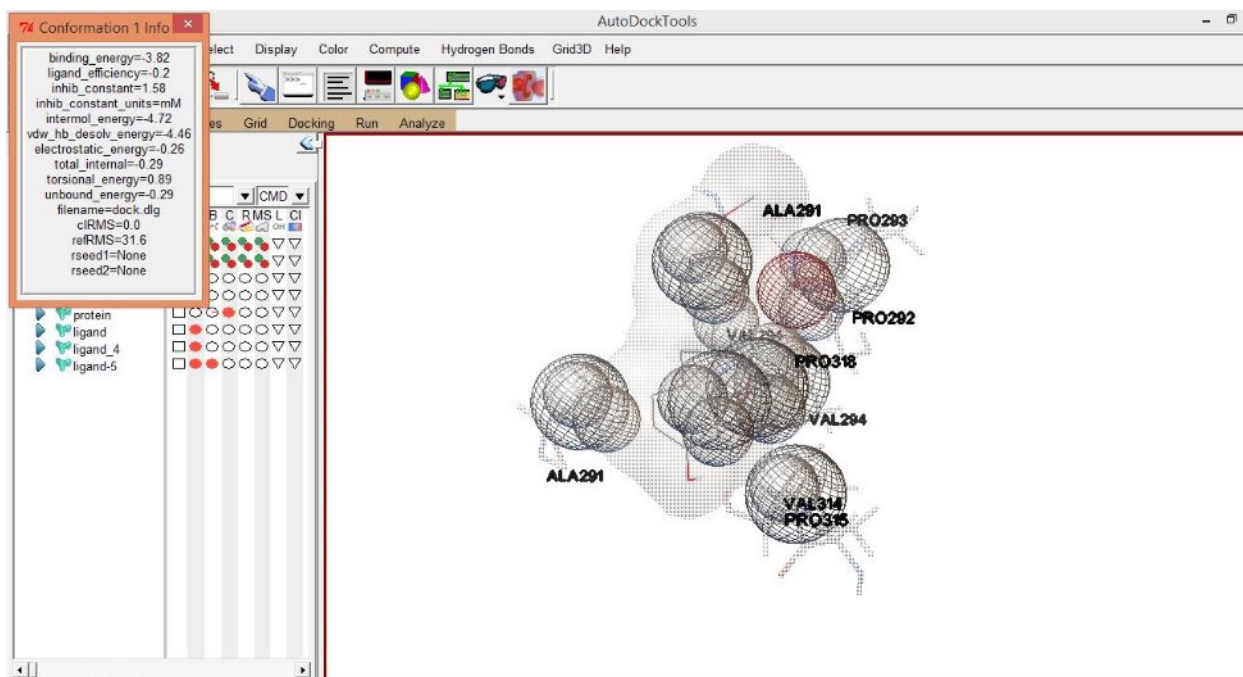 AutoDockTools
Conformation 1 Info
binding_energy=-3.82
ligand_efficiency=-0.2
inhib_constant=1.58
inhib_constant_units=mM
intermol_energy=-4.72
vdw_hb_desolv_energy=-4.46
electrostatic_energy=-0.26
total_internal=-0.29
torsional_energy=0.89
unbound_energy=-0.29
filename=dock.dlg
clRMS=0.0
refRMS=31.6
rseed1=None
rseed2=None
Display Color Compute Hydrogen Bonds Grid3D Help
Grid Docking Run Analyze
CMD
B C R MS L Cl
protein
ligand
ligand_4
ligand-5
ALA291
PRO293
PRO292
PRO318
VAL294
ALA291
VAL314
PRO315